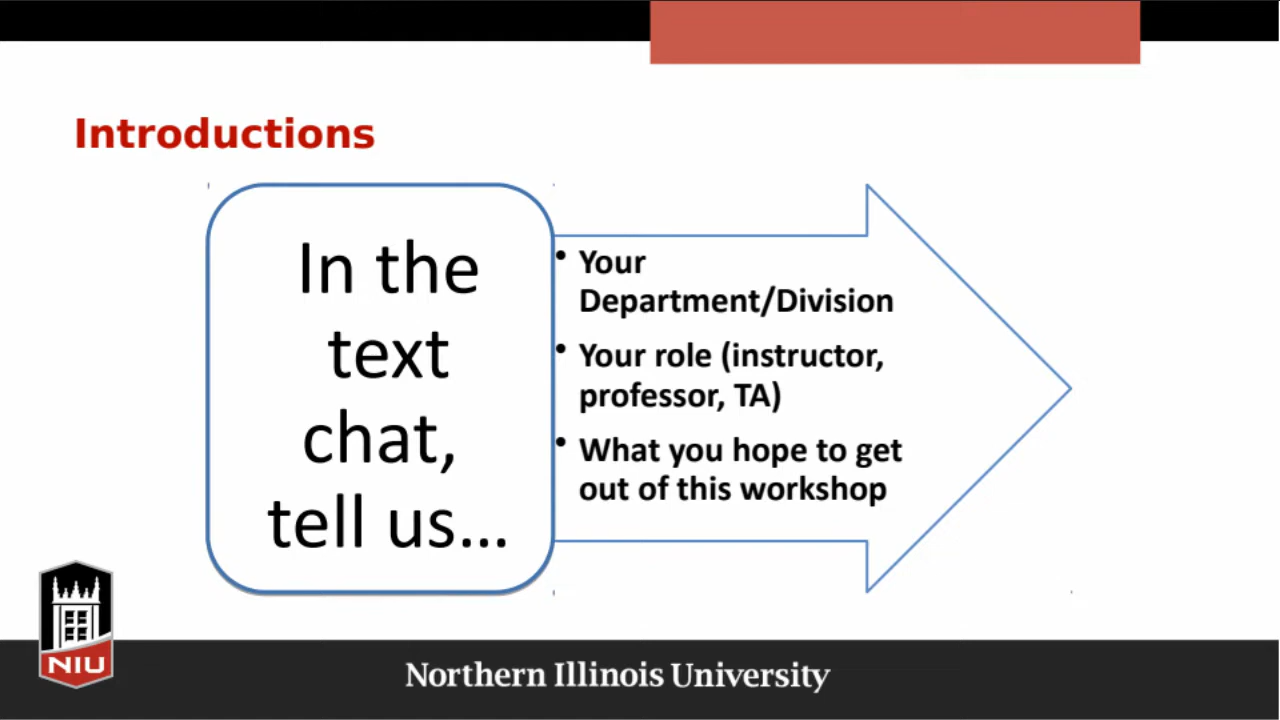 Introductions
In the
text
chat,
tell us...
• Your
Department/Division
• Your role (instructor,
professor, TA)
• What you hope to get
out of this workshop
NIU
Northern Illinois University